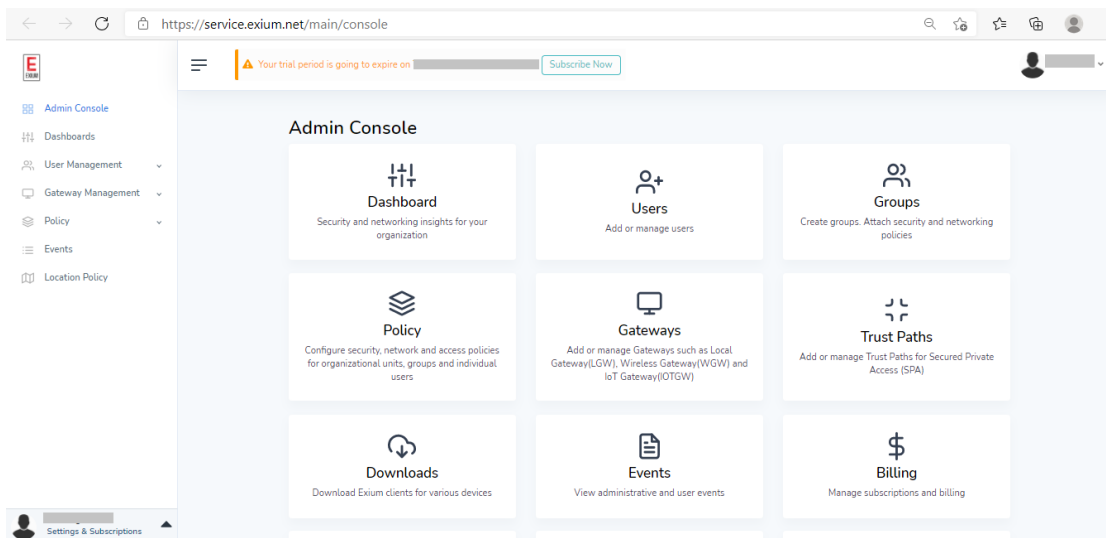 https://service.exium.net/main/console
E
EXIUM
Your trial period is going to expire on
Subscribe Now
Admin Console
Dashboards
User Management
Gateway Management
Policy
Events
Location Policy
Settings & Subscriptions
Admin Console
Dashboard
Security and networking insights for your
organization
Users
Add or manage users
Groups
Create groups. Attach security and networking
policies
Policy
Configure security, network and access policies
for organizational units, groups and individual
users
Gateways
Add or manage Gateways such as Local
Gateway(LGW), Wireless Gateway(WGW) and
IoT Gateway(IOTGW)
Trust Paths
Add or manage Trust Paths for Secured Private
Access (SPA)
Downloads
Download Exium clients for various devices
Events
View administrative and user events
Billing
Manage subscriptions and billing